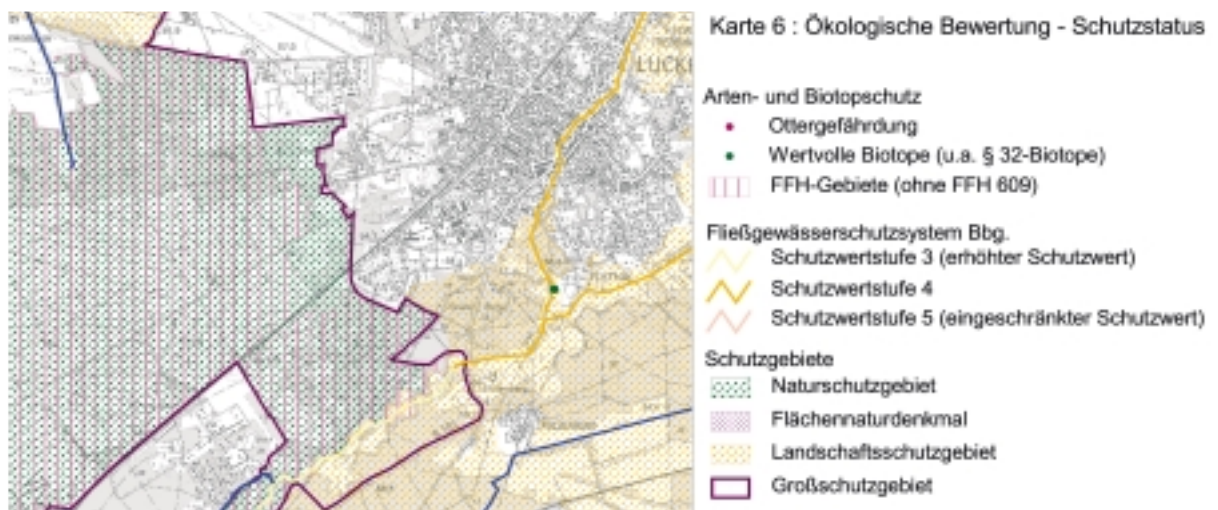 Karte 6 : Ökologische Bewertung - Schutzstatus
LUCKE
Arten- und Biotopschutz
Ottergefährdung
Wertvolle Biotope (u.a. § 32-Biotope)
FFH-Gebiete (ohne FFH 609)
Fließgewässerschutzsystem Bbg.
Schutzwertstufe 3 (erhöhter Schutzwert)
Schutzwertstufe 4
Schutzwertstufe 5 (eingeschränkter Schutzwert)
Schutzgebiete
Naturschutzgebiet
Flächennaturdenkmal
Landschaftsschutzgebiet
Großschutzgebiet